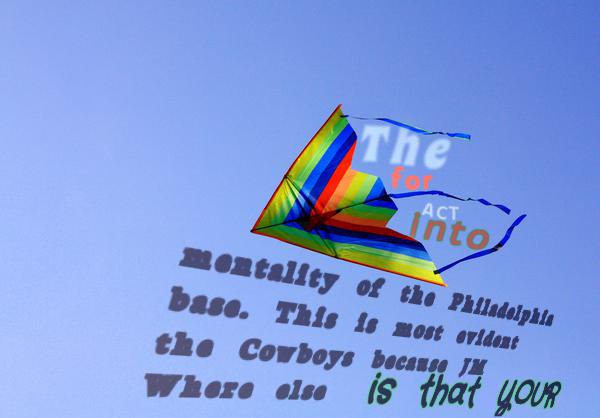 The
for
ACT
into
mentality of the Philadelphia
base. This is most evident
the Cowboys because JM
Where else is that YOUR